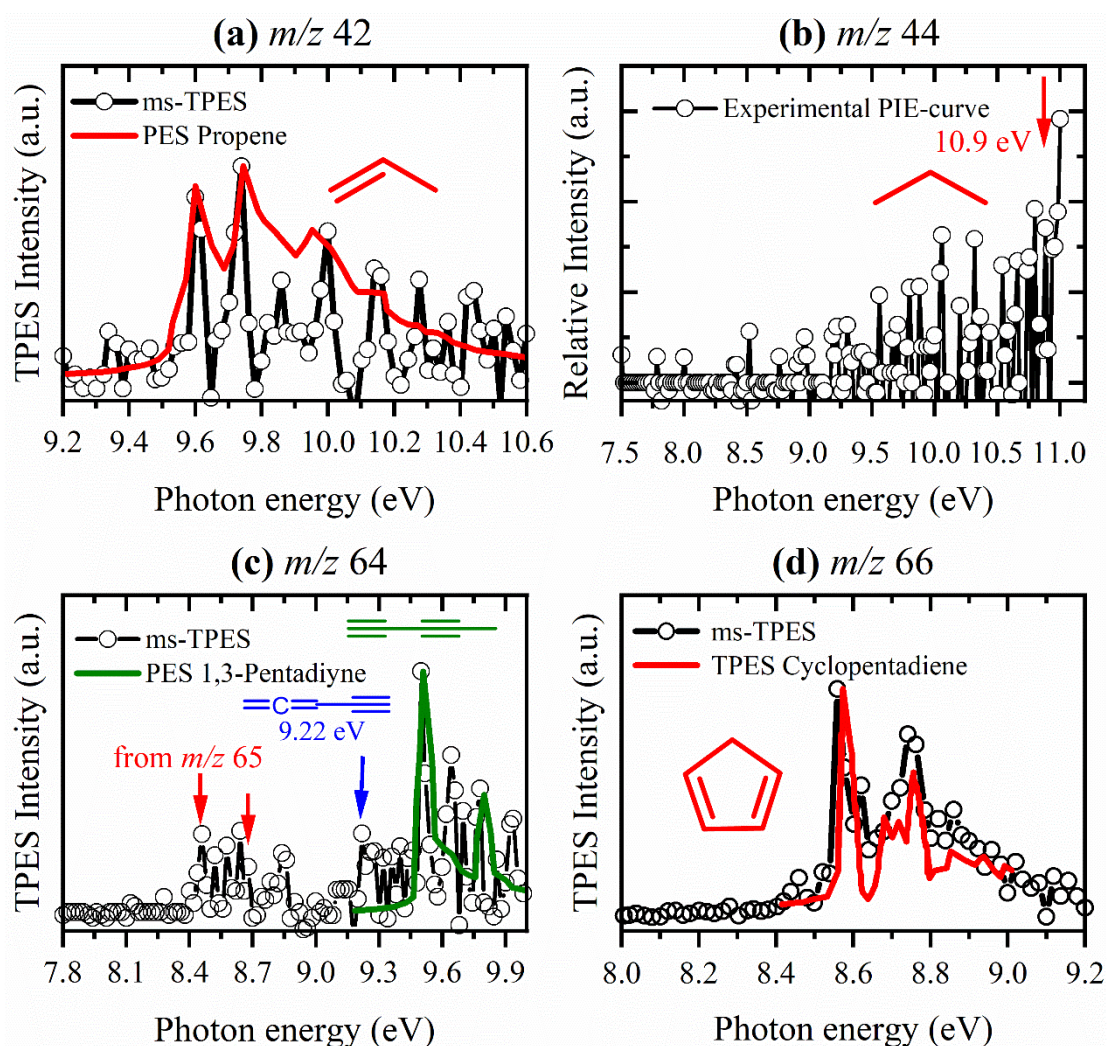 (a) m/z 42
ms-TPES
PES Propene
TPES Intensity (a.u.)
9.2 9.4 9.6 9.8 10.0 10.2 10.4 10.6
Photon energy (eV)
(b) m/z 44
Experimental PIE-curve
10.9 eV
Relative Intensity (a.u.)
7.5 8.0 8.5 9.0 9.5 10.0 10.5 11.0
Photon energy (eV)
(c) m/z 64
ms-TPES
PES 1,3-Pentadiyne
C
9.22 eV
from m/z 65
TPES Intensity (a.u.)
7.8 8.1 8.4 8.7 9.0 9.3 9.6 9.9
Photon energy (eV)
(d) m/z 66
ms-TPES
TPES Cyclopentadiene
TPES Intensity (a.u.)
8.0 8.2 8.4 8.6 8.8 9.0 9.2
Photon energy (eV)